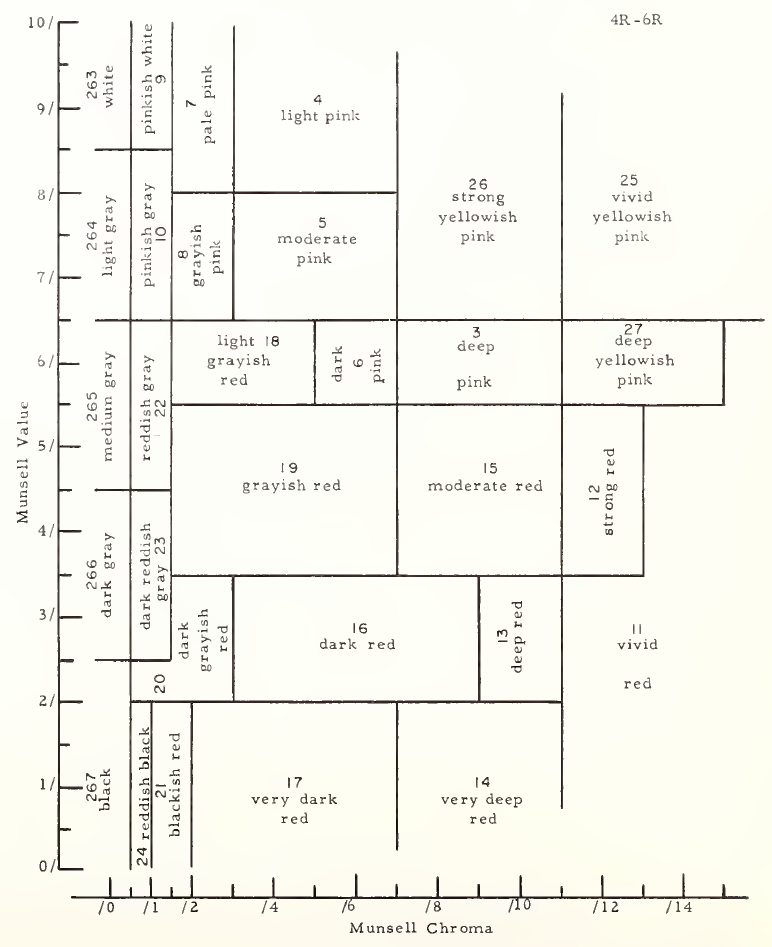 4R-6R
10/
9/
8/
7/
6/
5/
4/
3/
2/
1/
0/
Munsell Value
263
white
pinkish white
9
7
pale pink
4
light pink
264
light gray
pinkish gray
10
8
grayish
pink
5
moderate
pink
26
strong
yellowish
pink
25
vivid
yellowish
pink
265
medium gray
reddish gray
22
light 18
grayish
red
dark
6
pink
3
deep
pink
27
deep
yellowish
pink
19
grayish red
15
moderate red
12
strong red
266
dark gray
dark reddish
gray 23
dark
grayish
red
20
16
dark red
13
deep red
11
vivid
red
267
black
24 reddish black
21
blackish red
17
very dark
red
14
very deep
red
/0
/1
/2
/4
/6
/8
/10
/12
/14
Munsell Chroma